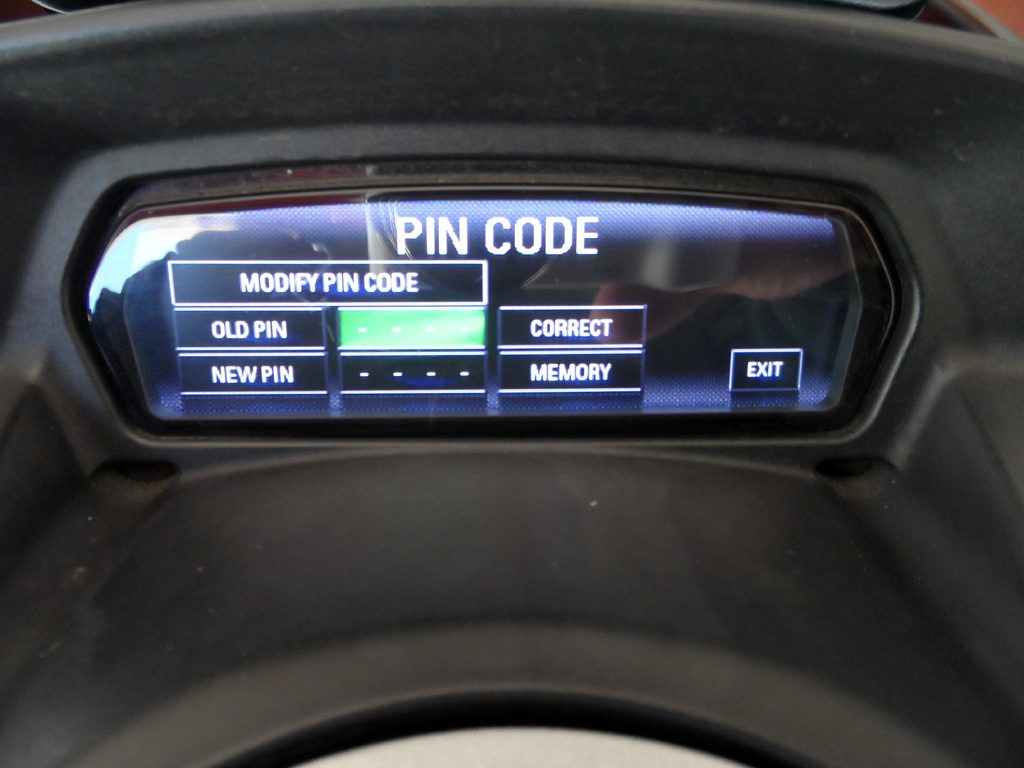 PIN CODE
MODIFY PIN CODE
OLD PIN - - - - CORRECT
NEW PIN - - - - MEMORY
EXIT